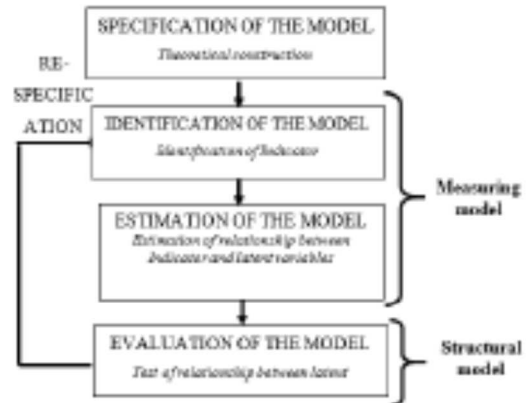 SPECIFICATION OF THE MODEL
Theoretical construction
RE-
SPECIFIC
ATION
IDENTIFICATION OF THE MODEL
Identification of Indicator
Measuring
model
ESTIMATION OF THE MODEL
Estimation of relationship between
Indicator and latent variables
EVALUATION OF THE MODEL
Test of relationship between latent
Structural
model